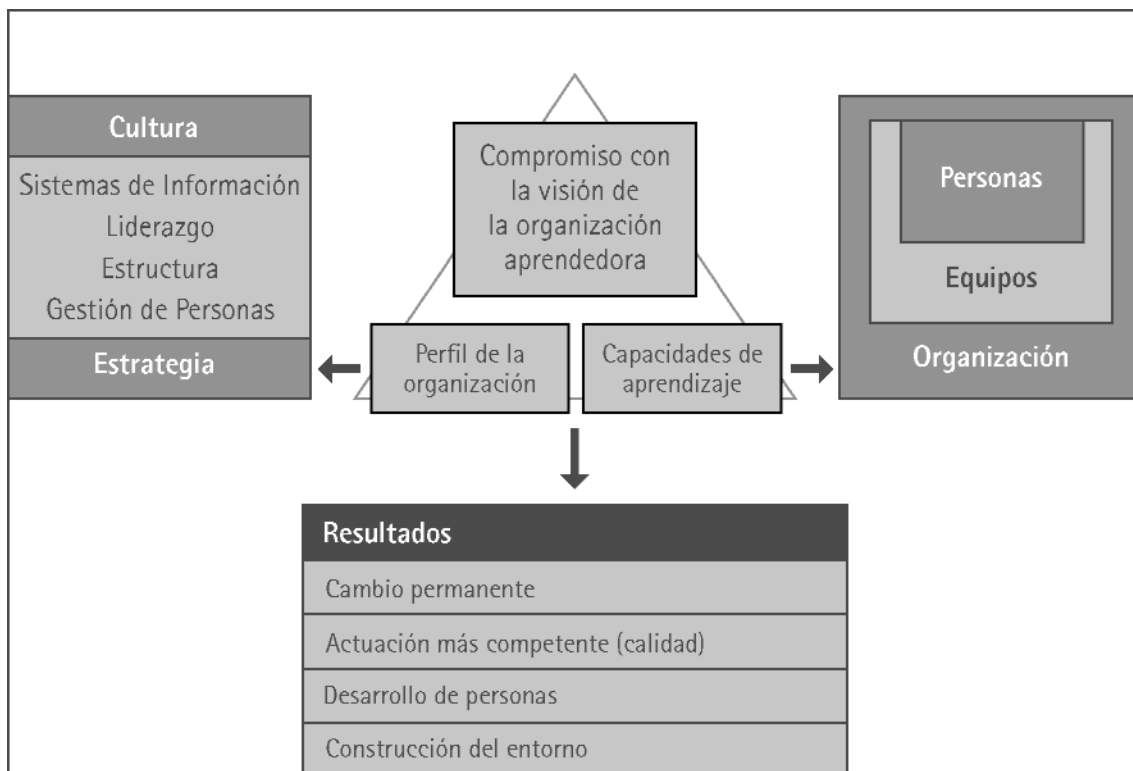 Cultura
Sistemas de Información
Liderazgo
Estructura
Gestión de Personas
Estrategia
Compromiso con
la visión de
la organización
aprendedora
Perfil de la
organización
Capacidades de
aprendizaje
Personas
Equipos
Organización
Resultados
Cambio permanente
Actuación más competente (calidad)
Desarrollo de personas
Construcción del entorno